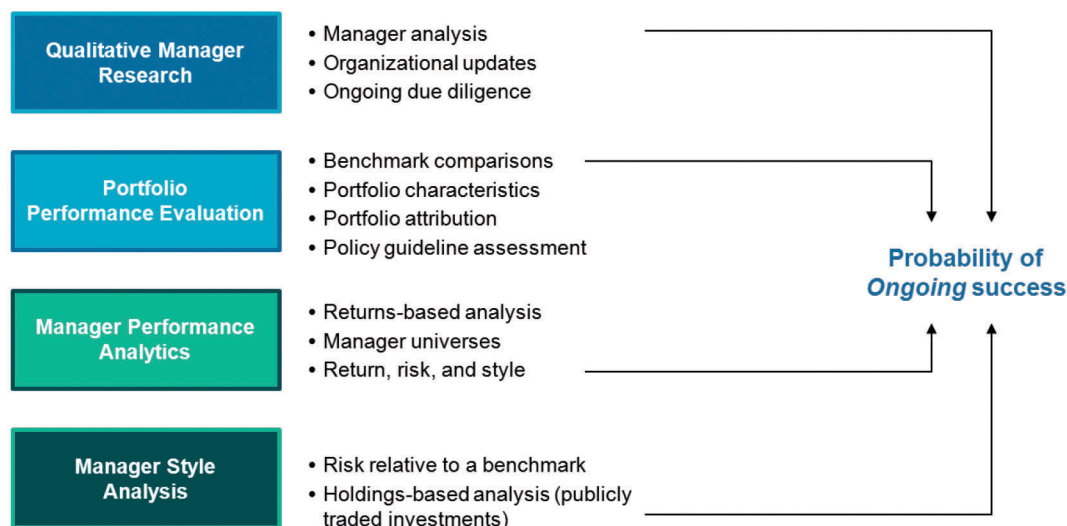 Qualitative Manager
Research
• Manager analysis
• Organizational updates
• Ongoing due diligence
Portfolio
Performance Evaluation
• Benchmark comparisons
• Portfolio characteristics
• Portfolio attribution
• Policy guideline assessment
Probability of
Ongoing success
Manager Performance
Analytics
• Returns-based analysis
• Manager universes
• Return, risk, and style
Manager Style
Analysis
• Risk relative to a benchmark
• Holdings-based analysis (publicly
traded investments)